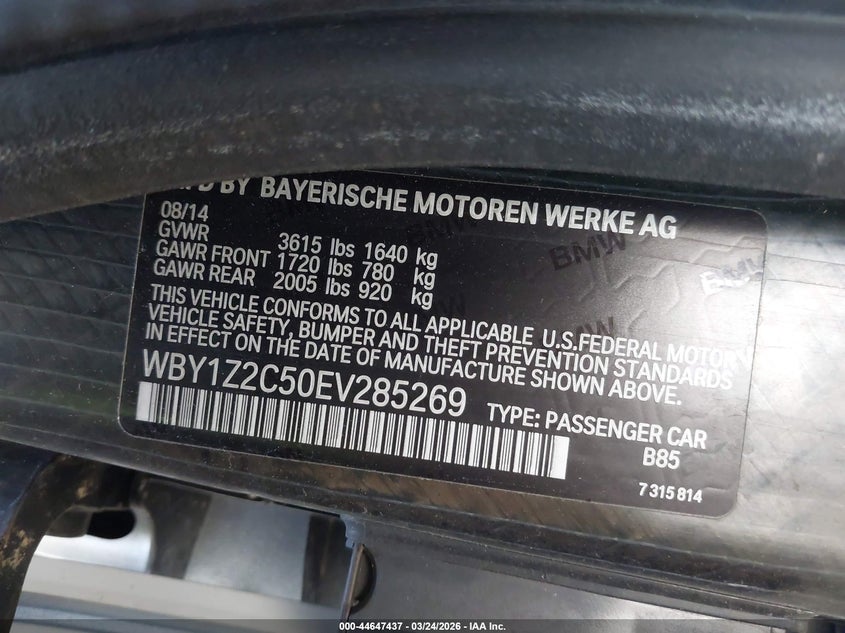 BY BAYERISCHE MOTOREN WERKE AG
08/14
GVWR 3615 lbs 1640 kg
GAWR FRONT 1720 lbs 780 kg
GAWR REAR 2005 lbs 920 kg
THIS VEHICLE CONFORMS TO ALL APPLICABLE U.S.FEDERAL MOTOR
VEHICLE SAFETY, BUMPER AND THEFT PREVENTION STANDARDS
IN EFFECT ON THE DATE OF MANUFACTURE SHOWN ABOVE.
WBY1Z2C50EV285269
TYPE: PASSENGER CAR
B85
7 315 814
BMW
BMW
BMW
000-44647437 - 03/24/2026 - IAA Inc.